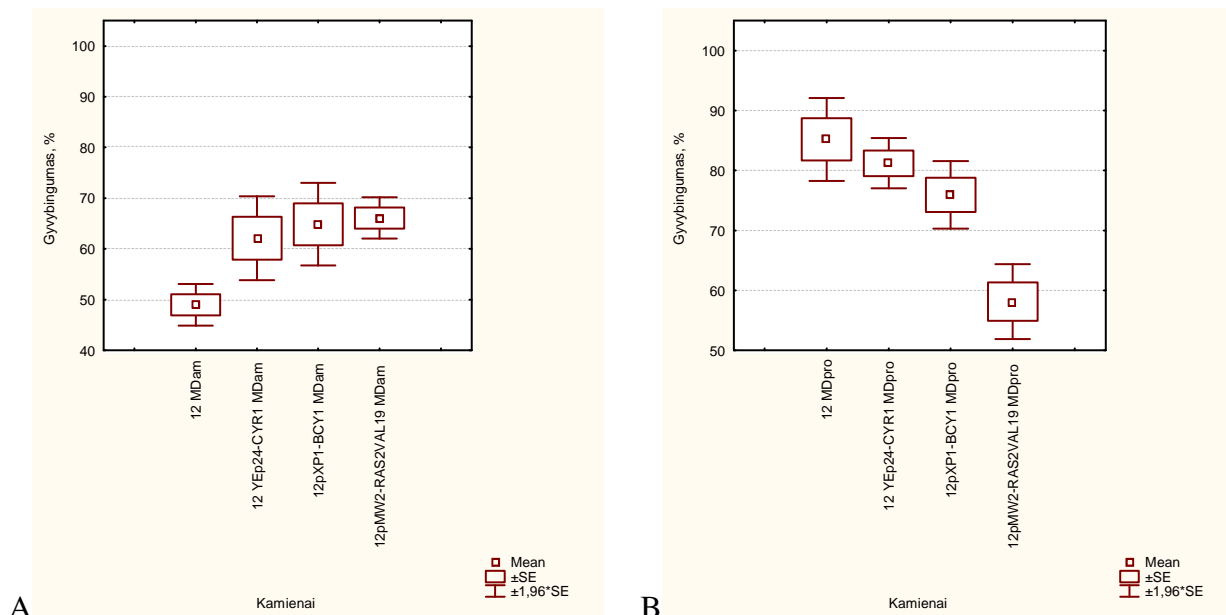 100
90
80
70
60
50
40
Gyvybingumas, %
12 MDam
12 YEp24-CYR1 MDam
12pXP1-BCY1 MDam
12pMW2-RAS2VAL19 MDam
Mean
±SE
±1,96*SE
Kamienai
A
100
90
80
70
60
50
Gyvybingumas, %
12 MDpro
12 YEp24-CYR1 MDpro
12pXP1-BCY1 MDpro
12pMW2-RAS2VAL19 MDpro
Mean
±SE
±1,96*SE
Kamienai
B